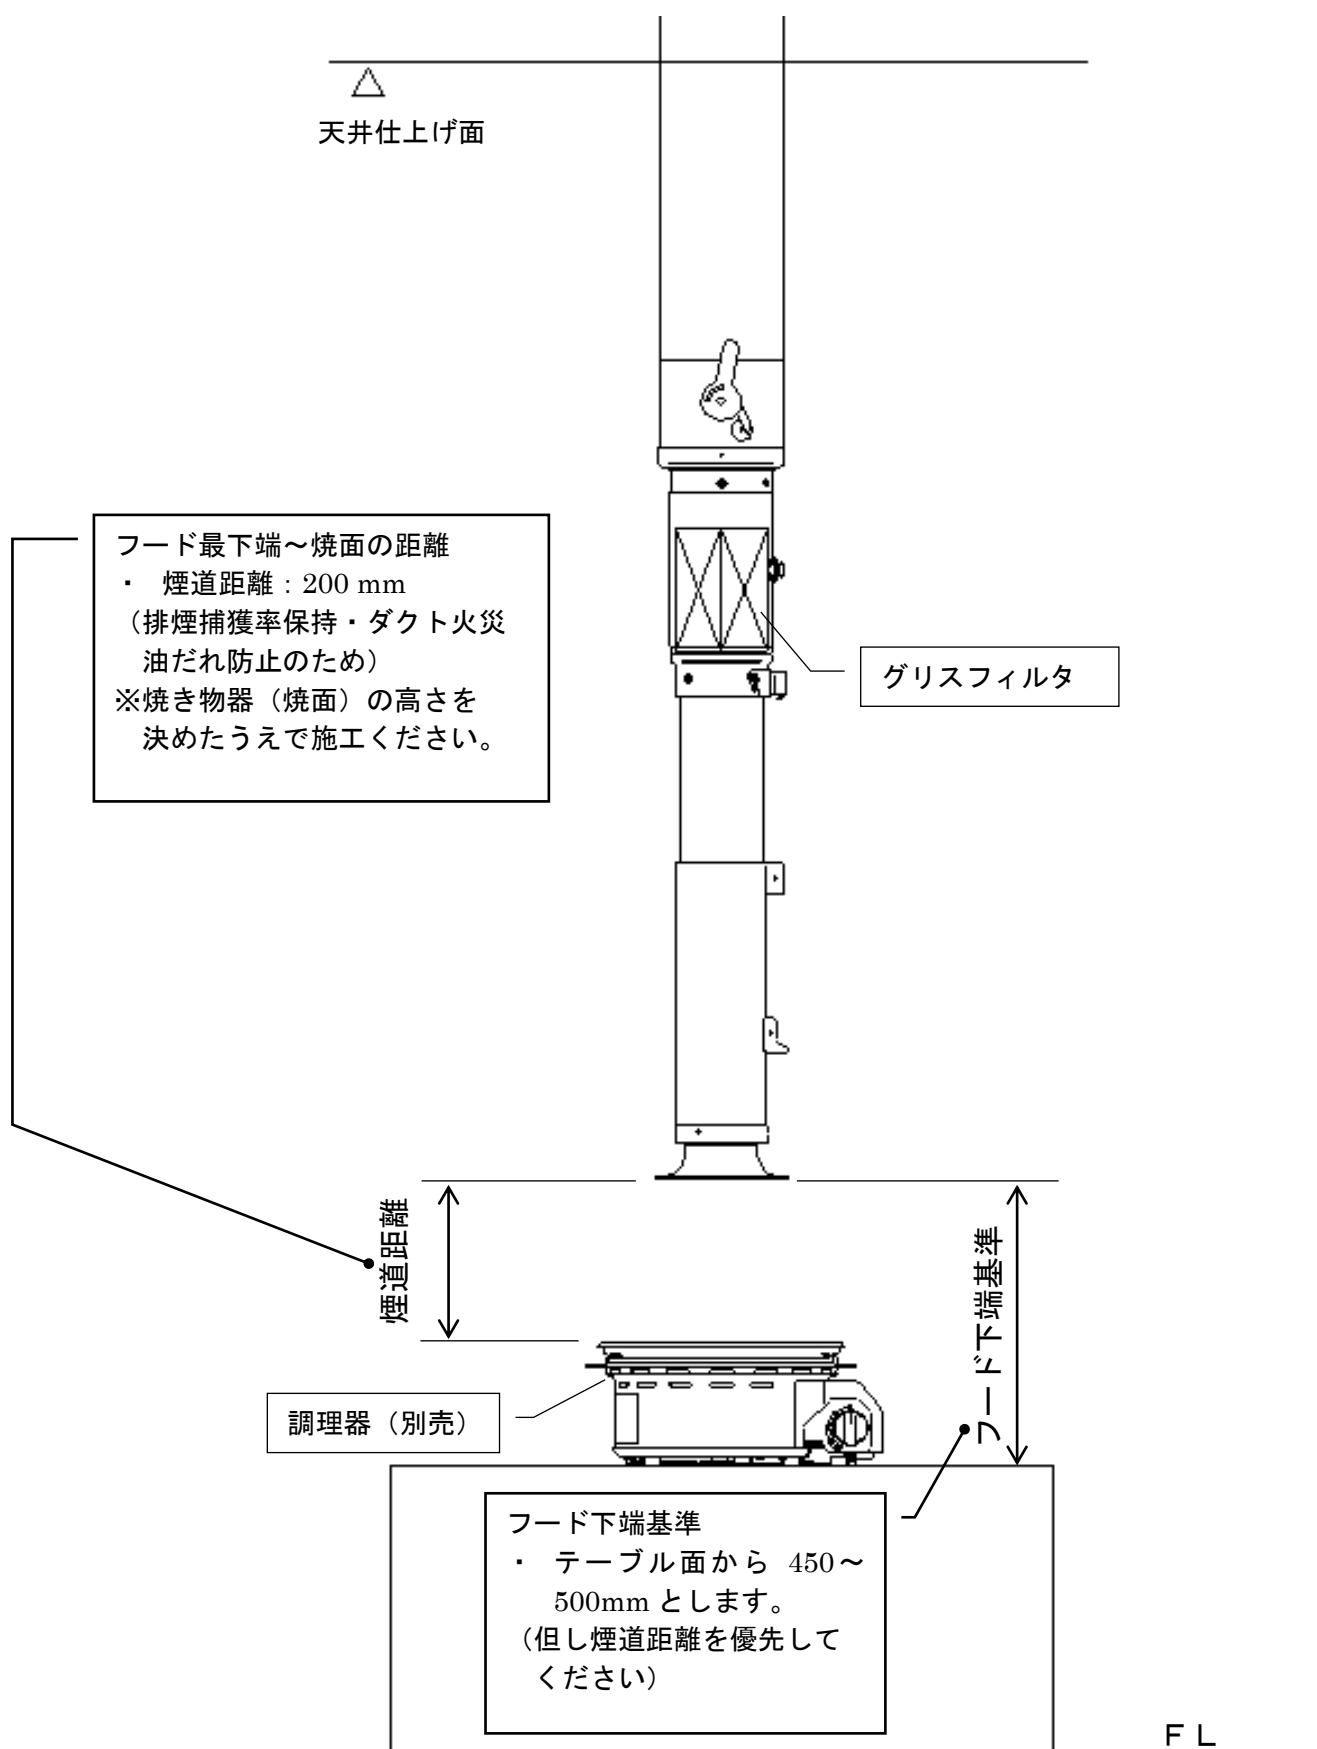 天井仕上げ面
フード最下端～焼面の距離
・ 煙道距離：200 mm
（排煙捕獲率保持・ダクト火災
油だれ防止のため）
※焼き物器（焼面）の高さを
決めたうえで施工ください。
グリスフィルタ
煙道距離
フード下端基準
調理器（別売）
フード下端基準
・ テーブル面から 450～
500mm とします。
（但し煙道距離を優先して
ください）
ＦＬ